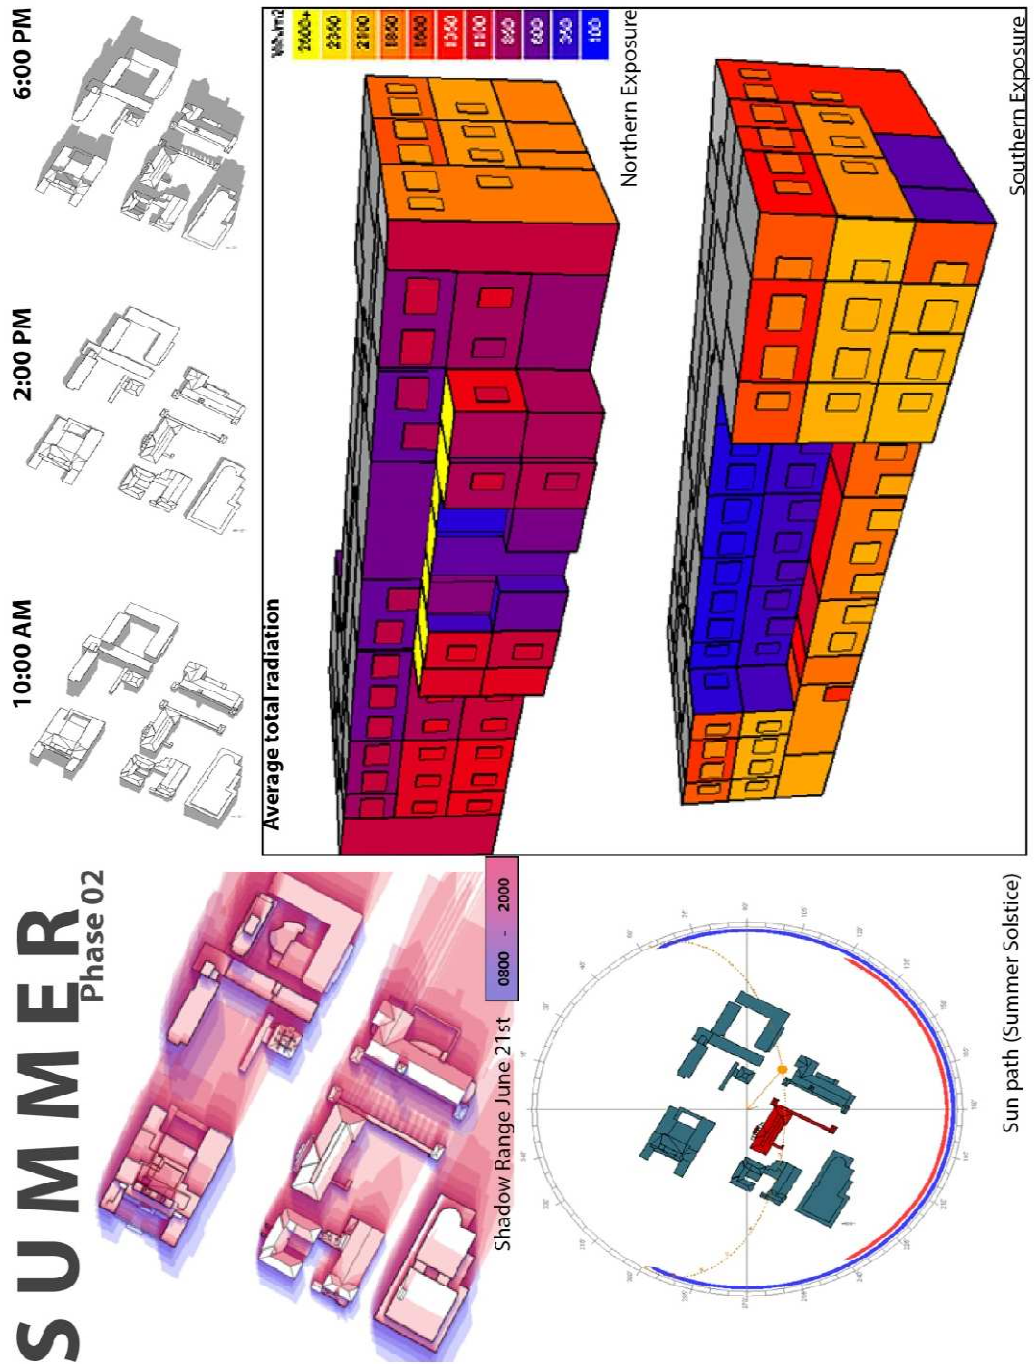 SUMMER
Phase 02
10:00 AM
2:00 PM
6:00 PM
0800 - 2000
Shadow Range June 21st
Average total radiation
2600+
2350
2100
1850
1600
1350
1100
850
600
350
100
Northern Exposure
Southern Exposure
Sun path (Summer Solstice)